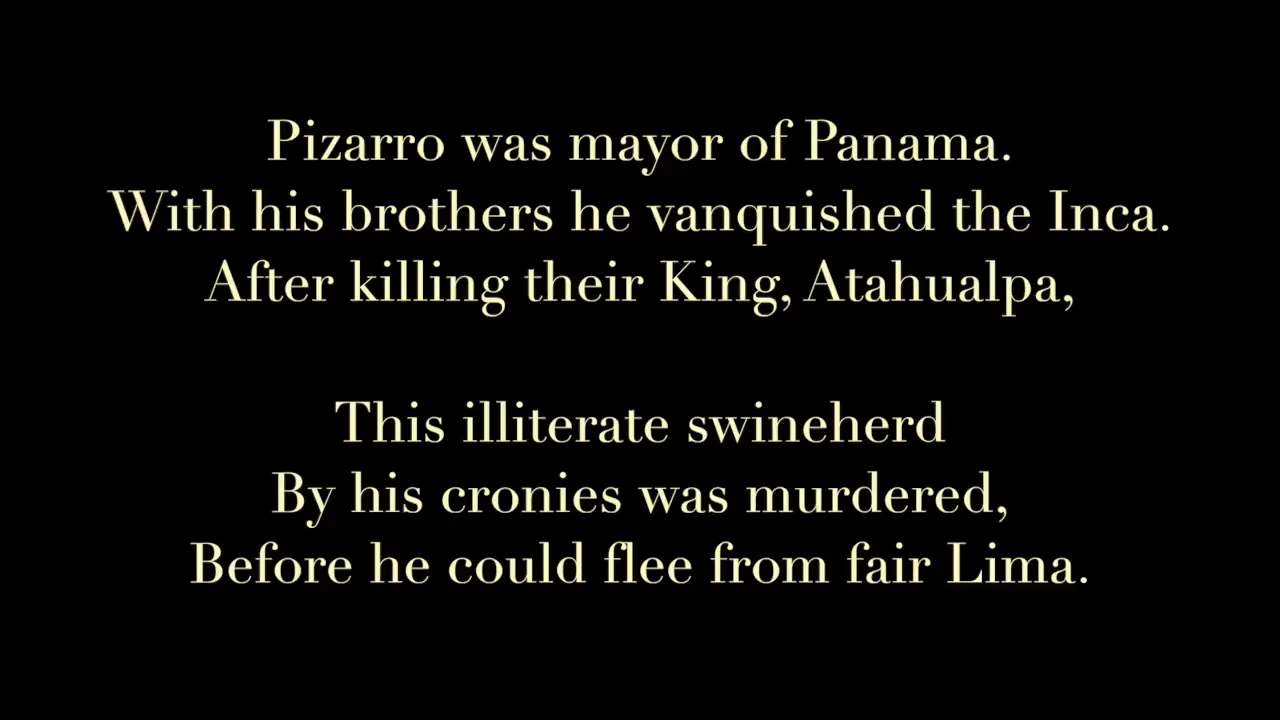 Pizarro was mayor of Panama.
With his brothers he vanquished the Inca.
After killing their King, Atahualpa,
This illiterate swineherd
By his cronies was murdered,
Before he could flee from fair Lima.